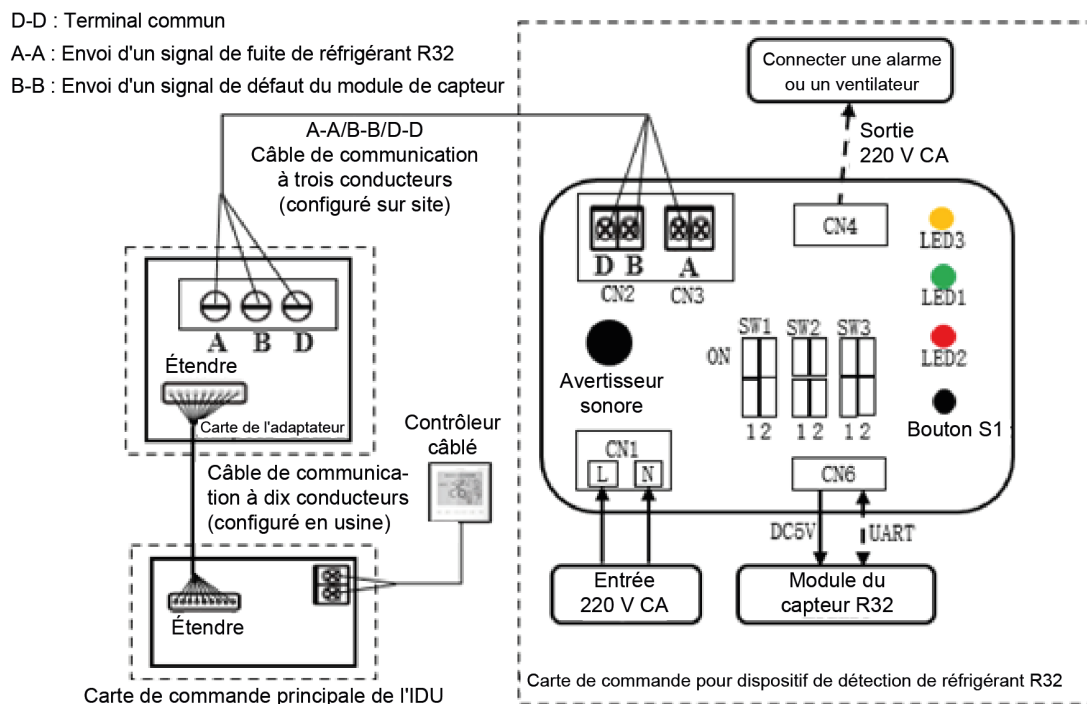 D-D : Terminal commun
A-A : Envoi d'un signal de fuite de réfrigérant R32
B-B : Envoi d'un signal de défaut du module de capteur
A-A/B-B/D-D
Câble de communication
à trois conducteurs
(configuré sur site)
A B D
Étendre
Carte de l'adaptateur
Câble de communica-
tion à dix conducteurs
(configuré en usine)
Contrôleur
câblé
Étendre
Carte de commande principale de l'IDU
Connecter une alarme
ou un ventilateur
Sortie
220 V CA
D B A
CN2 CN3
CN4
LED3
LED1
LED2
Bouton S1
Avertisseur
sonore
SW1 SW2 SW3
ON
1 2 1 2 1 2
CN1
L N
CN6
DC5V
UART
Entrée
220 V CA
Module du
capteur R32
Carte de commande pour dispositif de détection de réfrigérant R32